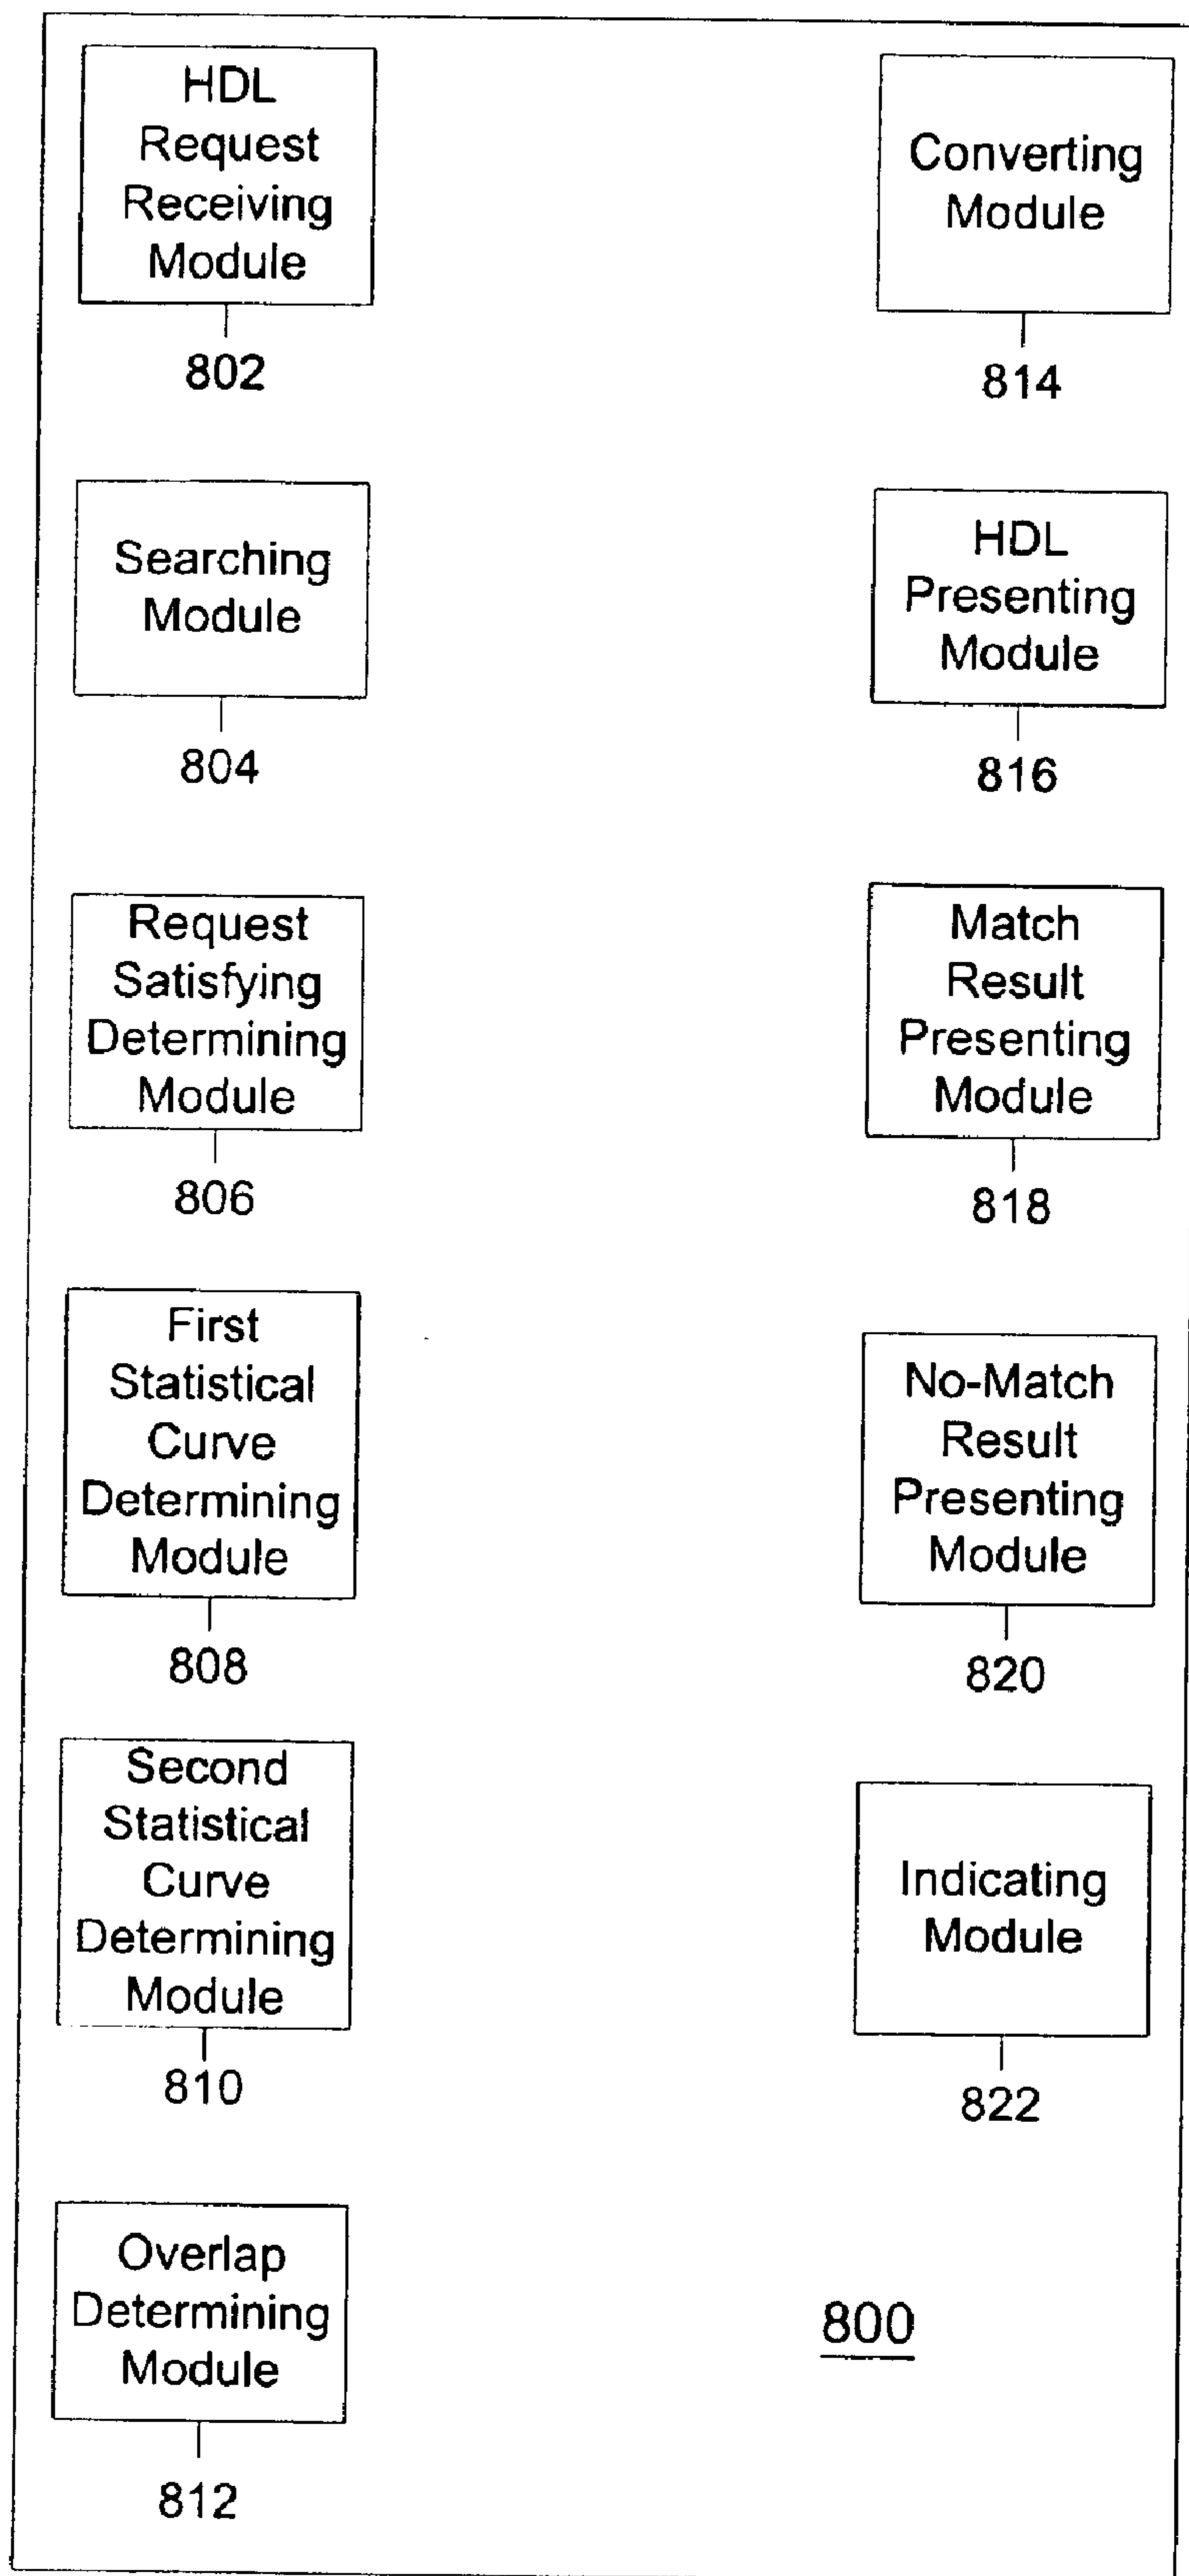 HDL
Request
Receiving
Module
802
Searching
Module
804
Request
Satisfying
Determining
Module
806
First
Statistical
Curve
Determining
Module
808
Second
Statistical
Curve
Determining
Module
810
Overlap
Determining
Module
812
Converting
Module
814
HDL
Presenting
Module
816
Match
Result
Presenting
Module
818
No-Match
Result
Presenting
Module
820
Indicating
Module
822
800